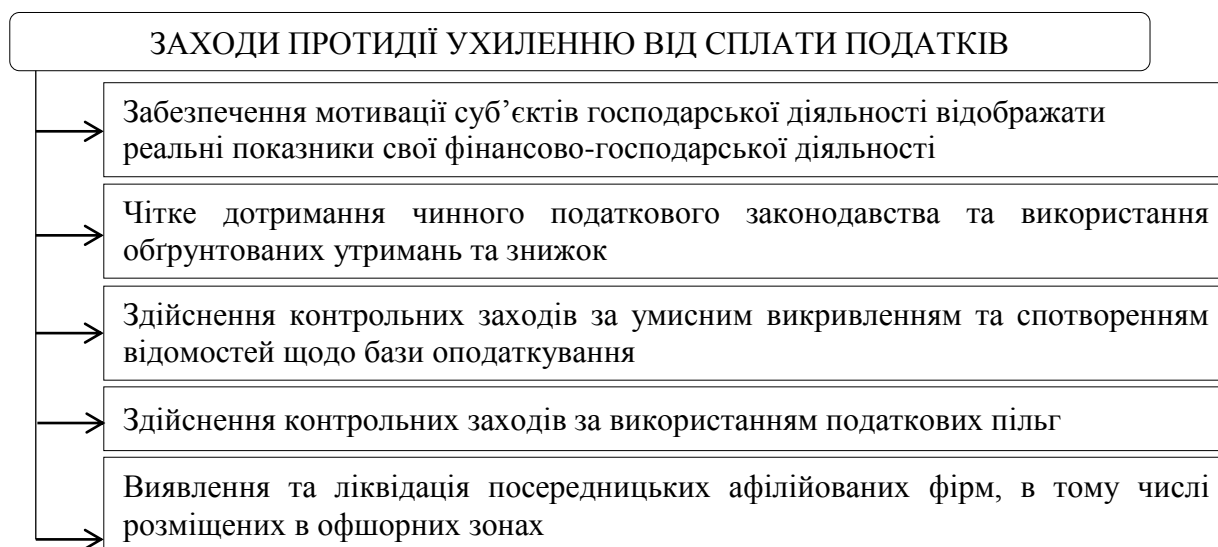 ЗАХОДИ ПРОТИДІЇ УХИЛЕННЮ ВІД СПЛАТИ ПОДАТКІВ
Забезпечення мотивації суб’єктів господарської діяльності відображати
реальні показники свої фінансово-господарської діяльності
Чітке дотримання чинного податкового законодавства та використання
обґрунтованих утримань та знижок
Здійснення контрольних заходів за умисним викривленням та спотворенням
відомостей щодо бази оподаткування
Здійснення контрольних заходів за використанням податкових пільг
Виявлення та ліквідація посередницьких афілійованих фірм, в тому числі
розміщених в офшорних зонах